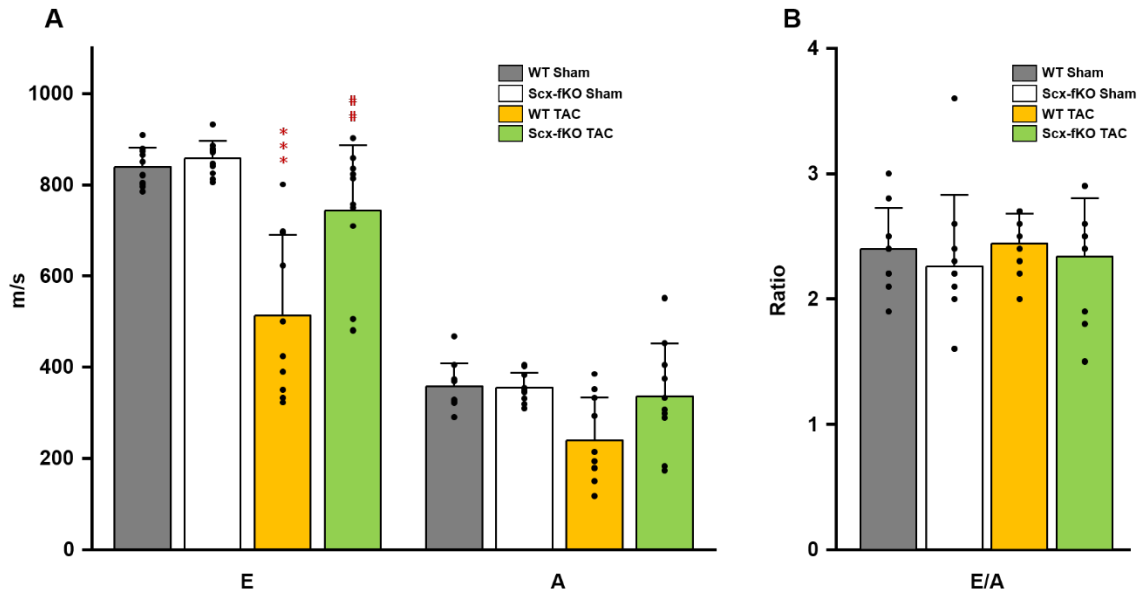 A
1000
800
600
400
200
0
m/s
WT Sham
Scx-fKO Sham
WT TAC
Scx-fKO TAC
***
##
E
A
B
4
3
2
1
0
Ratio
WT Sham
Scx-fKO Sham
WT TAC
Scx-fKO TAC
E/A